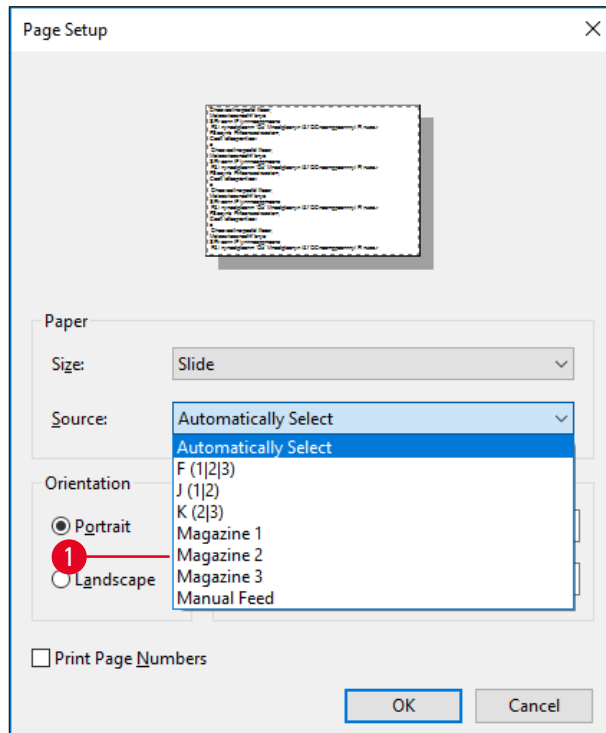 Page Setup
Paper
Size: Slide
Source: Automatically Select
Automatically Select
F (1|2|3)
J (1|2)
K (2|3)
Magazine 1
Magazine 2
Magazine 3
Manual Feed
Orientation
Portrait
1
Landscape
Print Page Numbers
OK Cancel